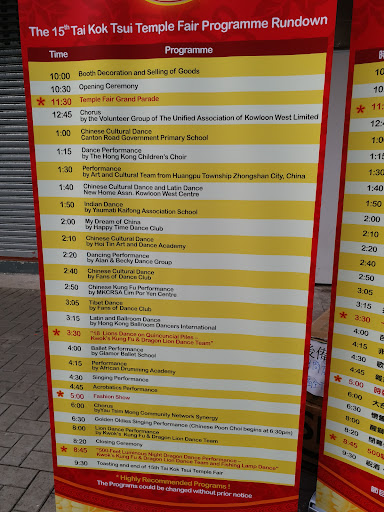 The 15th Tai Kok Tsui Temple Fair Programme Rundown
Time Programme
10:00 Booth Decoration and Selling of Goods
10:30 Opening Ceremony
* 11:30 Temple Fair Grand Parade
12:45 Chorus
by the Volunteer Group of The Unified Association of Kowloon West Limited
1:00 Chinese Cultural Dance
Canton Road Government Primary School
1:15 Dance Performance
by The Hong Kong Children's Choir
1:30 Performance
by Art and Cultural Team from Huangpu Township Zhongshan City, China
1:40 Chinese Cultural Dance and Latin Dance
New Home Assn. Kowloon West Centre
1:50 Indian Dance
by Yaumati Kaifong Association School
2:00 My Dream of China
by Happy Time Dance Club
2:10 Chinese Cultural Dance
by Hoi Tin Art and Dance Academy
2:20 Dancing Performance
by Alan & Becky Dance Group
2:40 Chinese Cultural Dance
by Fans of Dance Club
2:50 Chinese Kung Fu Performance
by MKCRSA Lim Por Yen Centre
3:05 Tibet Dance
by Fans of Dance Club
3:15 Latin and Ballroom Dance
by Hong Kong Ballroom Dancers International
* 3:30 "18 Lions Dance on Quincuncial Piles -
Kwok's Kung Fu & Dragon Lion Dance Team"
4:00 Ballet Performance
by Glamor Ballet School
4:15 Performance
by African Drumming Academy
4:30 Singing Performance
4:45 Acrobatics Performance
* 5:00 Fashion Show
6:00 Chorus
by Yau Tsim Mong Community Network Synergy
6:30 Golden Oldies Singing Performance (Chinese Poon Choi begins at 6:30pm)
8:00 Lion Dance Performance
by Kwok's Kung Fu & Dragon Lion Dance Team
8:20 Closing Ceremony
* 8:45 "500 Feet Luminous Night Dragon Dance Performance -
Kwok's Kung Fu & Dragon Lion Dance Team and Fishing Lamp Dance"
9:30 Toasting and end of 15th Tai Kok Tsui Temple Fair
* Highly Recommended Programs !
The Programs could be changed without prior notice